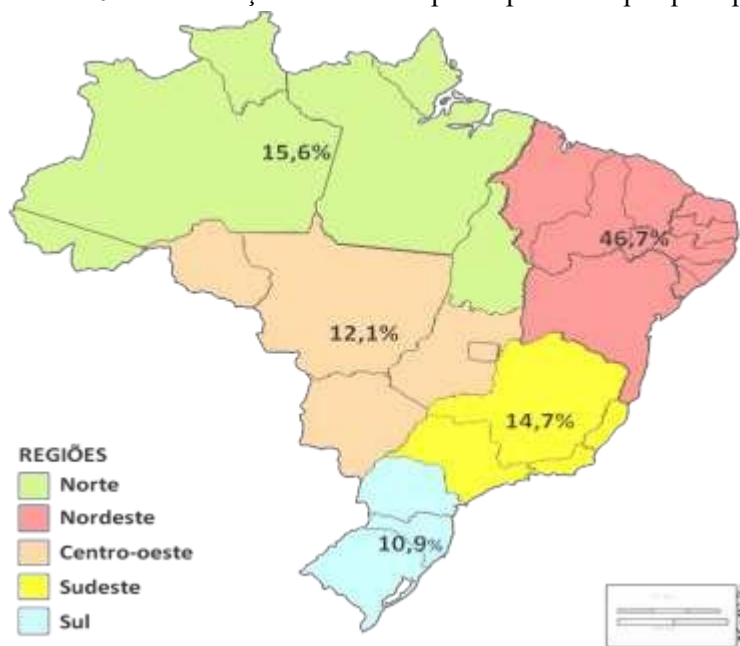 15,6%
46,7%
12,1%
14,7%
10,9%
REGIÕES
Norte
Nordeste
Centro-oeste
Sudeste
Sul